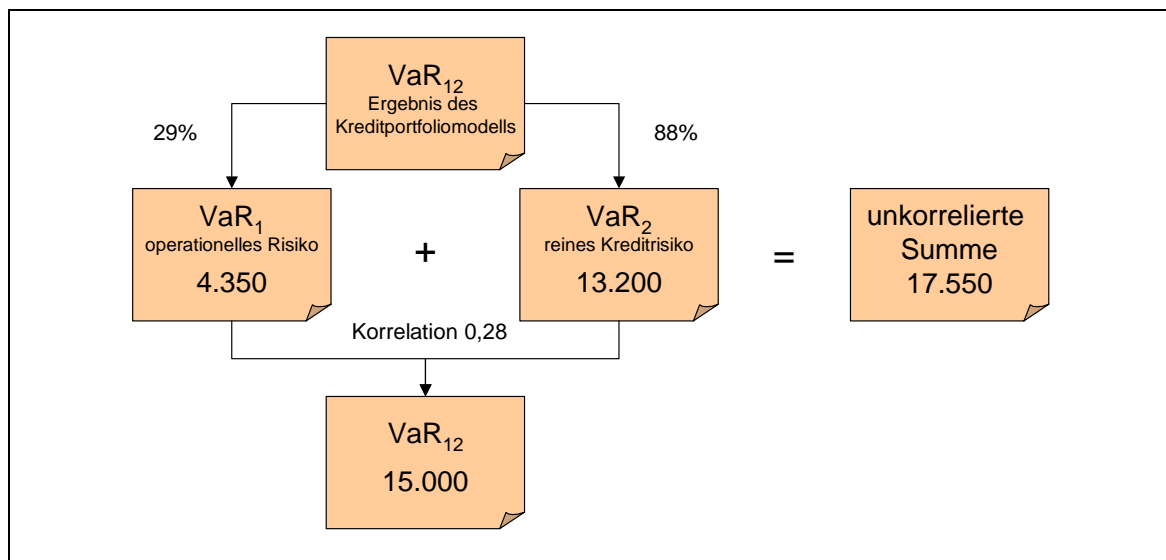 VaR12
Ergebnis des
Kreditportfoliomodells
29%
88%
VaR1
operationelles Risiko
4.350
+
VaR2
reines Kreditrisiko
13.200
=
unkorrelierte
Summe
17.550
Korrelation 0,28
VaR12
15.000